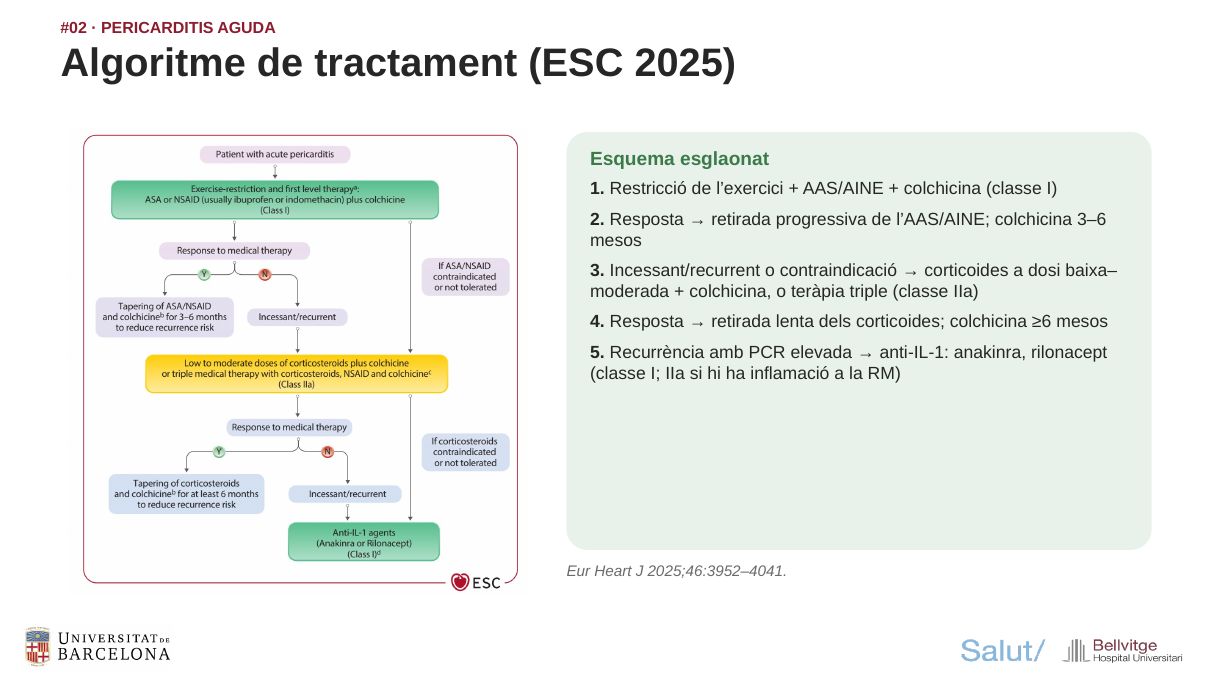 #02 · PERICARDITIS AGUDA
Algoritme de tractament (ESC 2025)
Patient with acute pericarditis
Exercise-restriction and first level therapyᵃ:
ASA or NSAID (usually ibuprofen or indomethacin) plus colchicine
(Class I)
Response to medical therapy
Y
N
If ASA/NSAID
contraindicated
or not tolerated
Tapering of ASA/NSAID
and colchicineᵇ for 3–6 months
to reduce recurrence risk
Incessant/recurrent
Low to moderate doses of corticosteroids plus colchicine
or triple medical therapy with corticosteroids, NSAID and colchicineᶜ
(Class IIa)
Response to medical therapy
Y
N
If corticosteroids
contraindicated
or not tolerated
Tapering of corticosteroids
and colchicineᵇ for at least 6 months
to reduce recurrence risk
Incessant/recurrent
Anti-IL-1 agents
(Anakinra or Rilonacept)
(Class I)ᵈ
ESC
Esquema esglaonat
1. Restricció de l’exercici + AAS/AINE + colchicina (classe I)
2. Resposta → retirada progressiva de l’AAS/AINE; colchicina 3–6
mesos
3. Incessant/recurrent o contraindicació → corticoides a dosi baixa–
moderada + colchicina, o teràpia triple (classe IIa)
4. Resposta → retirada lenta dels corticoides; colchicina ≥6 mesos
5. Recurrència amb PCR elevada → anti-IL-1: anakinra, rilonacept
(classe I; IIa si hi ha inflamació a la RM)
Eur Heart J 2025;46:3952–4041.
UNIVERSITAT DE
BARCELONA
Salut/
Bellvitge
Hospital Universitari